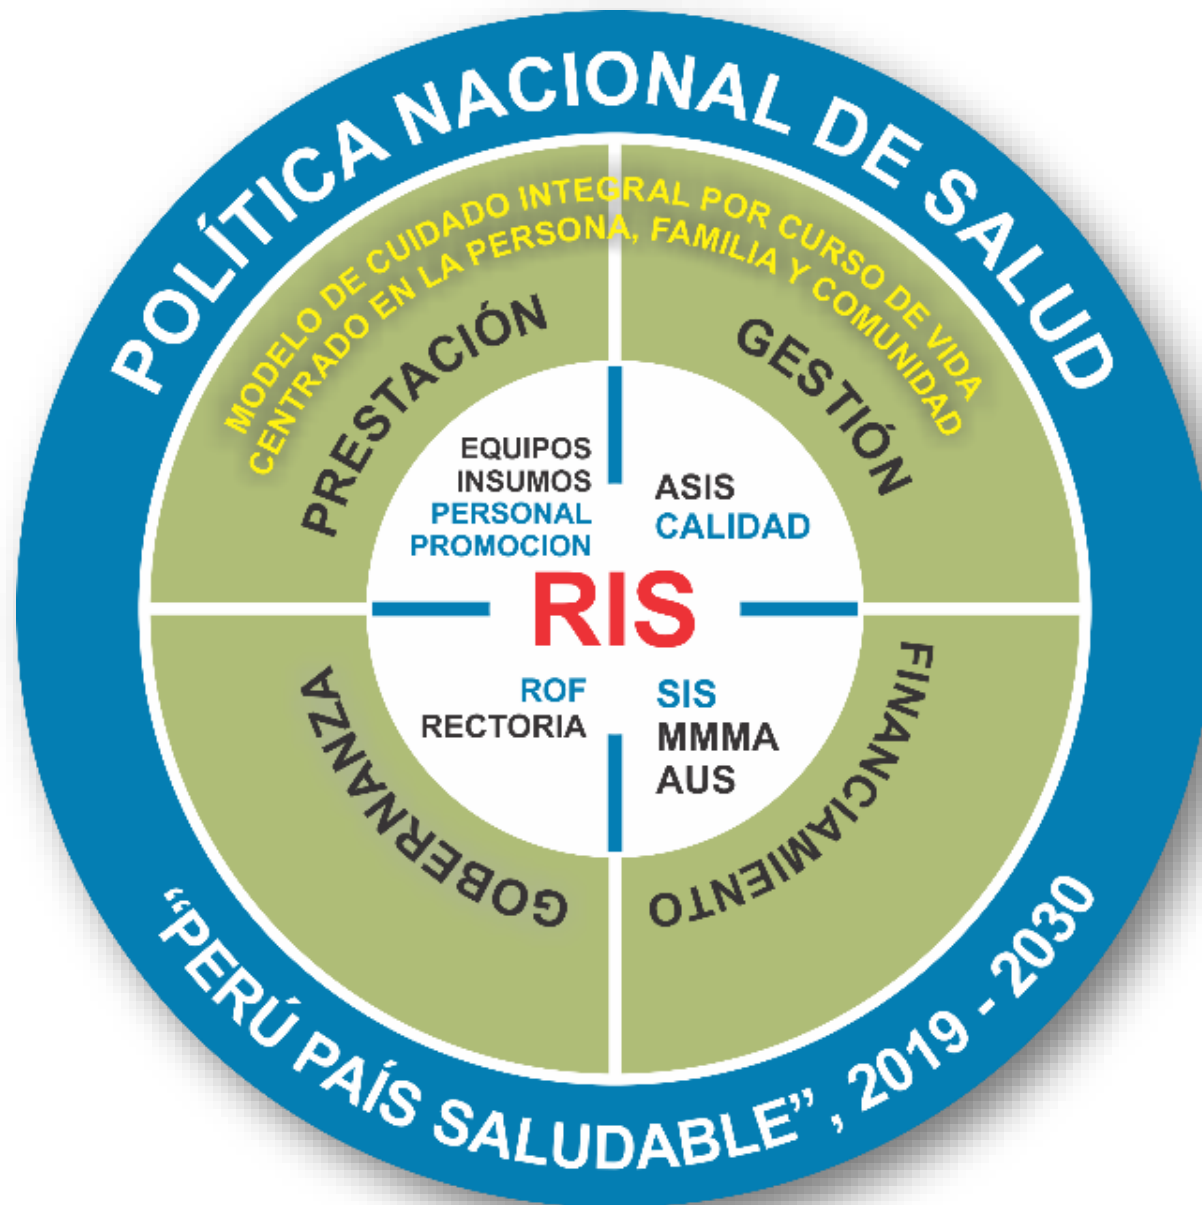 POLÍTICA NACIONAL DE SALUD
MODELO DE CUIDADO INTEGRAL POR CURSO DE VIDA
CENTRADO EN LA PERSONA, FAMILIA Y COMUNIDAD
PRESTACIÓN
GESTIÓN
EQUIPOS
INSUMOS
PERSONAL
PROMOCION
ASIS
CALIDAD
RIS
ROF
RECTORIA
SIS
MMMA
AUS
GOBERNANZA
FINANCIAMIENTO
“PERÚ PAÍS SALUDABLE”, 2019 - 2030